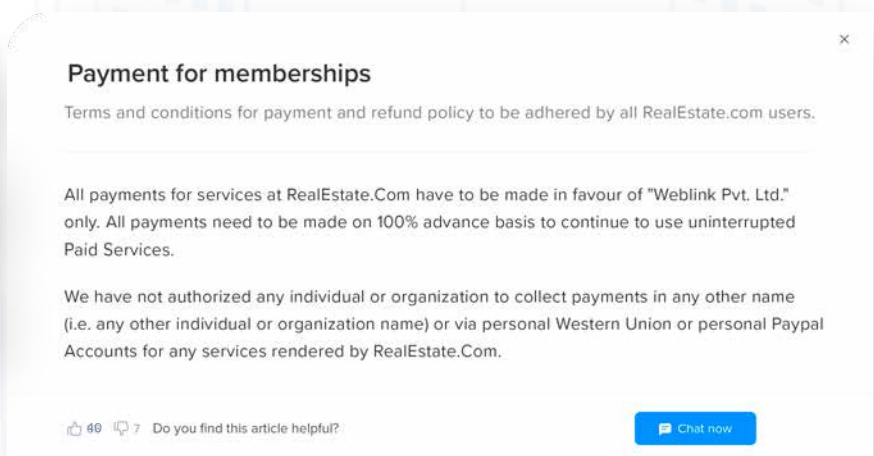 ×
Payment for memberships
Terms and conditions for payment and refund policy to be adhered by all RealEstate.com users.
All payments for services at RealEstate.Com have to be made in favour of "Weblink Pvt. Ltd."
only. All payments need to be made on 100% advance basis to continue to use uninterrupted
Paid Services.
We have not authorized any individual or organization to collect payments in any other name
(i.e. any other individual or organization name) or via personal Western Union or personal Paypal
Accounts for any services rendered by RealEstate.Com.
40 7 Do you find this article helpful? Chat now